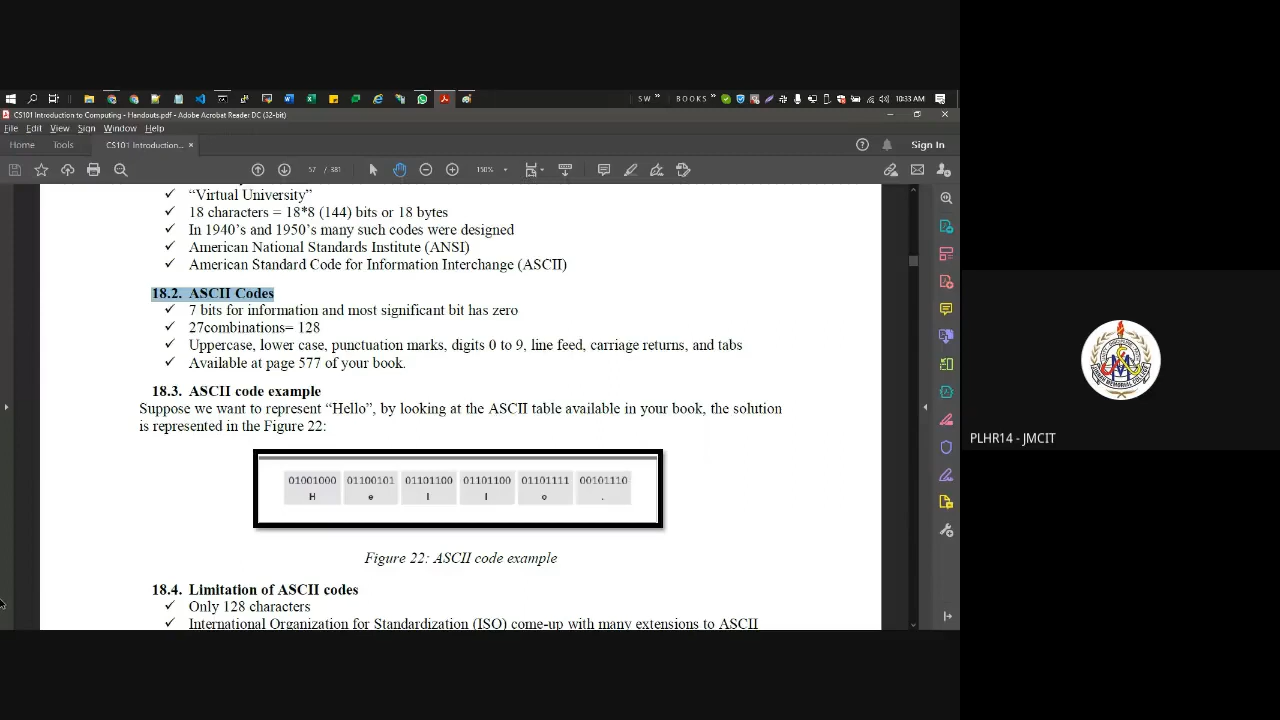 SW »
BOOKS »
10:33 AM
CS101 Introduction to Computing - Handouts.pdf - Adobe Acrobat Reader DC (32-bit)
File Edit View Sign Window Help
Home Tools CS101 Introduction... × Sign In
57 / 381 150%
✓ “Virtual University”
✓ 18 characters = 18*8 (144) bits or 18 bytes
✓ In 1940’s and 1950’s many such codes were designed
✓ American National Standards Institute (ANSI)
✓ American Standard Code for Information Interchange (ASCII)
18.2. ASCII Codes
✓ 7 bits for information and most significant bit has zero
✓ 27combinations= 128
✓ Uppercase, lower case, punctuation marks, digits 0 to 9, line feed, carriage returns, and tabs
✓ Available at page 577 of your book.
18.3. ASCII code example
Suppose we want to represent “Hello”, by looking at the ASCII table available in your book, the solution
is represented in the Figure 22:
01001000 01100101 01101100 01101100 01101111 00101110
H e l l o .
Figure 22: ASCII code example
18.4. Limitation of ASCII codes
✓ Only 128 characters
✓ International Organization for Standardization (ISO) come-up with many extensions to ASCII
PLHR14 - JMCIT